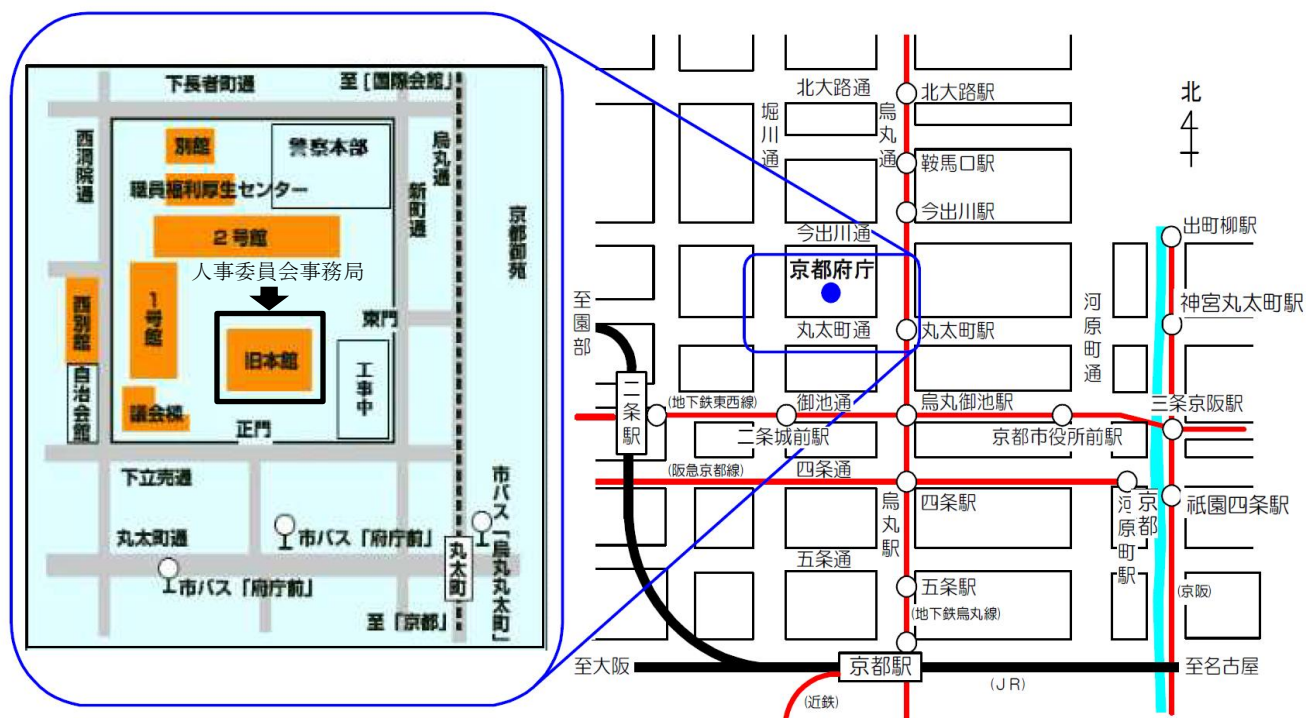 下長者町通
至[国際会館」
西洞院通
別館
警察本部
烏丸通
職員福利厚生センター
新町通
2号館
京都御苑
人事委員会事務局
1号館
西別館
東門
旧本館
自治会館
工事中
議会棟
正門
下立売通
丸太町通
市バス「府庁前」
市バス「府庁前」
丸太町
市バス「烏丸丸太町」
至「京都」
北大路通
北大路駅
堀川通
烏丸通
北
鞍馬口駅
今出川駅
今出川通
出町柳駅
京都府庁
至園部
河原町通
神宮丸太町駅
丸太町通
丸太町駅
二条駅
(地下鉄東西線)
御池通
烏丸御池駅
三条京阪駅
二条城前駅
京都市役所前駅
(阪急京都線)
四条通
四条駅
烏丸駅
京都
河原町駅
祇園四条駅
五条通
五条駅
(地下鉄烏丸線)
(京阪)
至大阪
京都駅
至名古屋
(JR)
(近鉄)